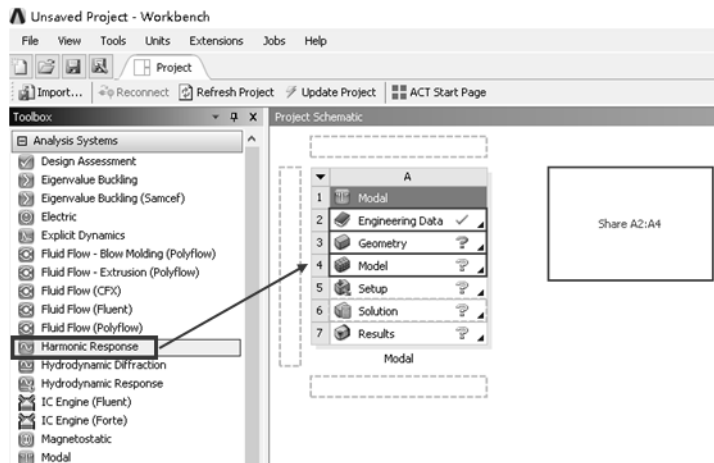 Unsaved Project - Workbench
File View Tools Units Extensions Jobs Help
Project
Import... Reconnect Refresh Project Update Project ACT Start Page
Toolbox
Project Schematic
Analysis Systems
Design Assessment
Eigenvalue Buckling
Eigenvalue Buckling (Samcef)
Electric
Explicit Dynamics
Fluid Flow - Blow Molding (Polyflow)
Fluid Flow - Extrusion (Polyflow)
Fluid Flow (CFX)
Fluid Flow (Fluent)
Fluid Flow (Polyflow)
Harmonic Response
Hydrodynamic Diffraction
Hydrodynamic Response
IC Engine (Fluent)
IC Engine (Forte)
Magnetostatic
Modal
A
1 Modal
2 Engineering Data
3 Geometry
4 Model
5 Setup
6 Solution
7 Results
Modal
Share A2:A4